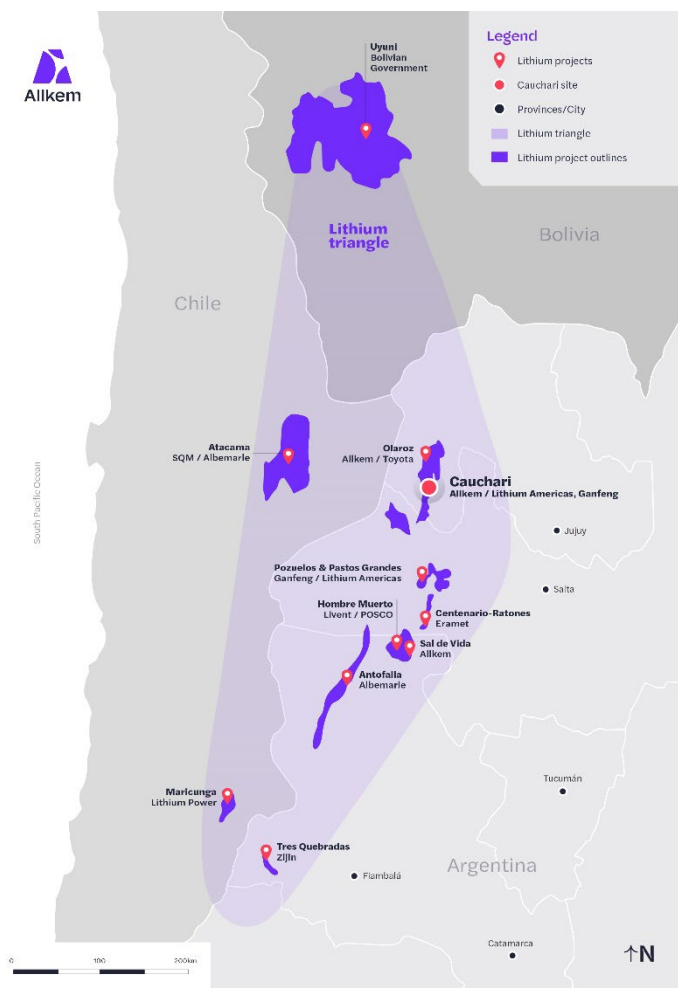 Allkem
Uyuni
Bolivian
Government
Legend
Lithium projects
Cauchari site
Provinces/City
Lithium triangle
Lithium project outlines
Lithium
triangle
Bolivia
Chile
Atacama
SQM / Albemarle
Olaroz
Allkem / Toyota
Cauchari
Allkem / Lithium Americas, Ganfeng
South Pacific Ocean
Jujuy
Pozuelos & Pastos Grandes
Ganfeng / Lithium Americas
Salta
Hombre Muerto
Livent / POSCO
Centenario-Ratones
Eramet
Sal de Vida
Allkem
Antofalla
Albemarle
Maricunga
Lithium Power
Tucumán
Tres Quebradas
Zijin
Argentina
Fiambalá
Catamarca
N
0
100
200km